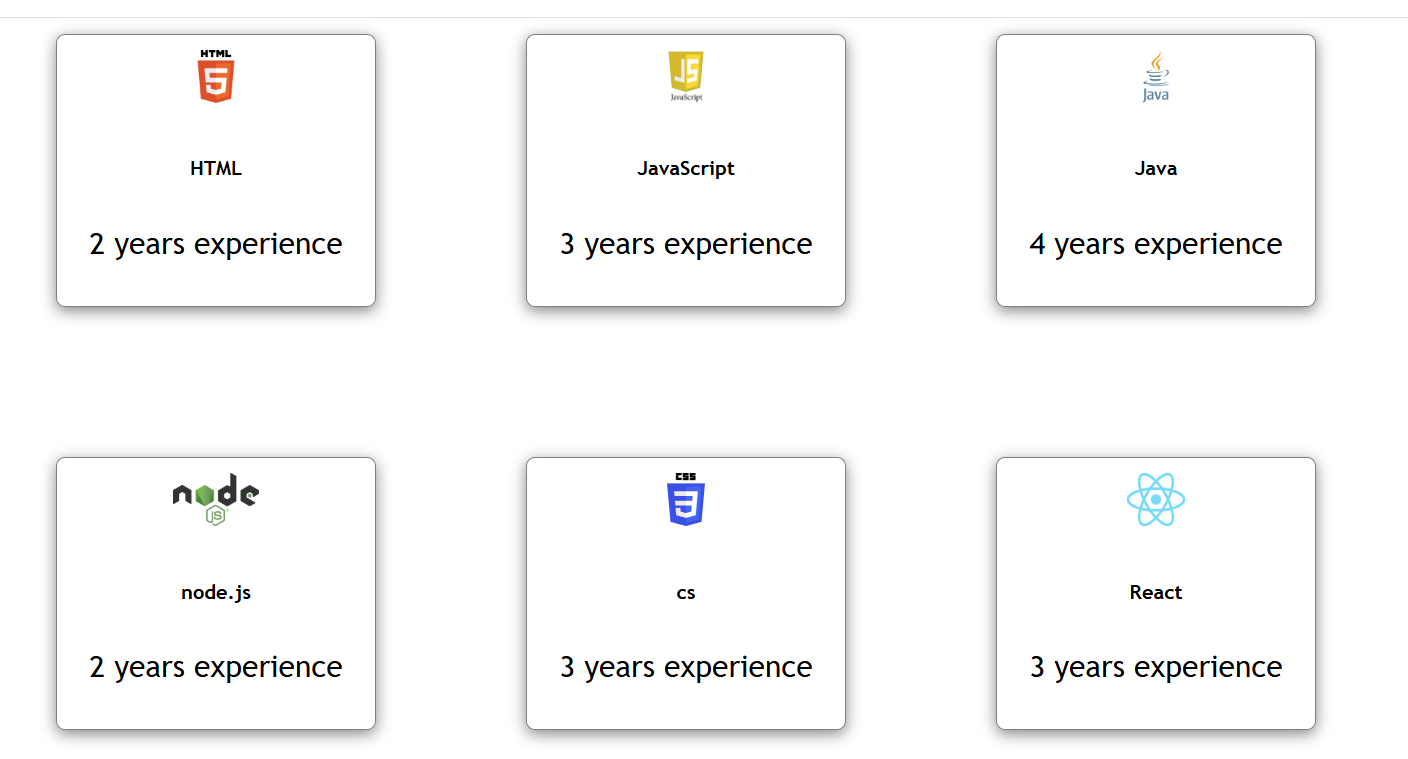 HTML
5
JS
JavaScript
Java
HTML
JavaScript
Java
2 years experience
3 years experience
4 years experience
node
JS
CSS
3
node.js
cs
React
2 years experience
3 years experience
3 years experience